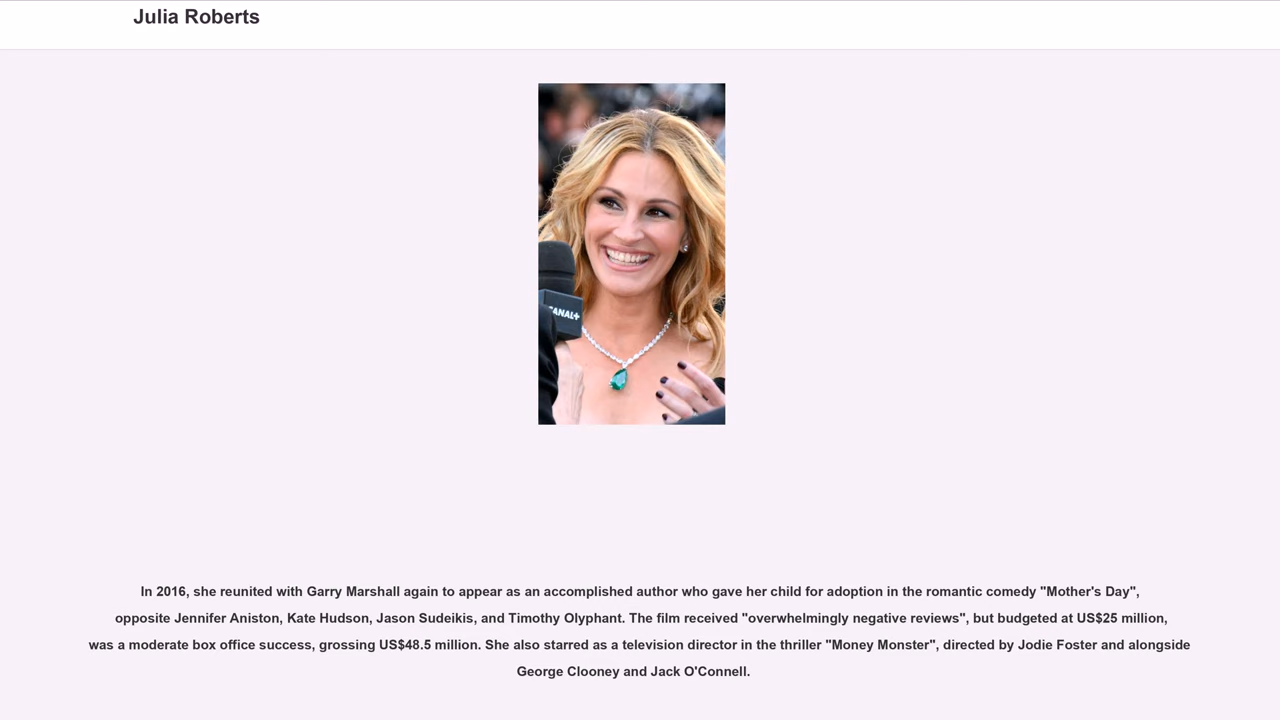 Julia Roberts
CANAL+
In 2016, she reunited with Garry Marshall again to appear as an accomplished author who gave her child for adoption in the romantic comedy "Mother's Day",
opposite Jennifer Aniston, Kate Hudson, Jason Sudeikis, and Timothy Olyphant. The film received "overwhelmingly negative reviews", but budgeted at US$25 million,
was a moderate box office success, grossing US$48.5 million. She also starred as a television director in the thriller "Money Monster", directed by Jodie Foster and alongside
George Clooney and Jack O'Connell.